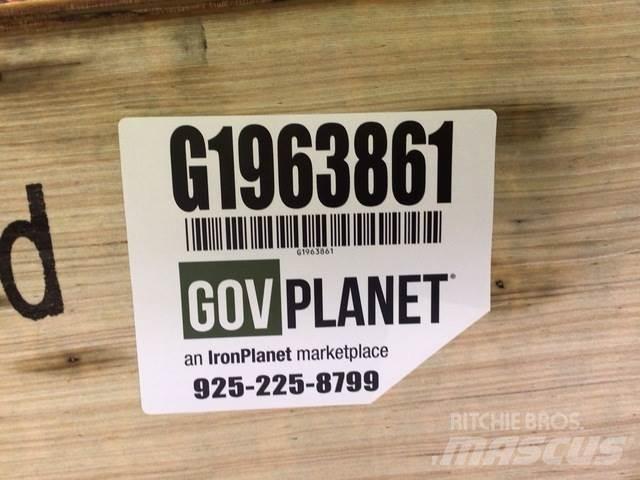 G1963861
G1963861
GOV PLANET®
an IronPlanet marketplace
925-225-8799
d
RITCHIE BROS.
MASCUS